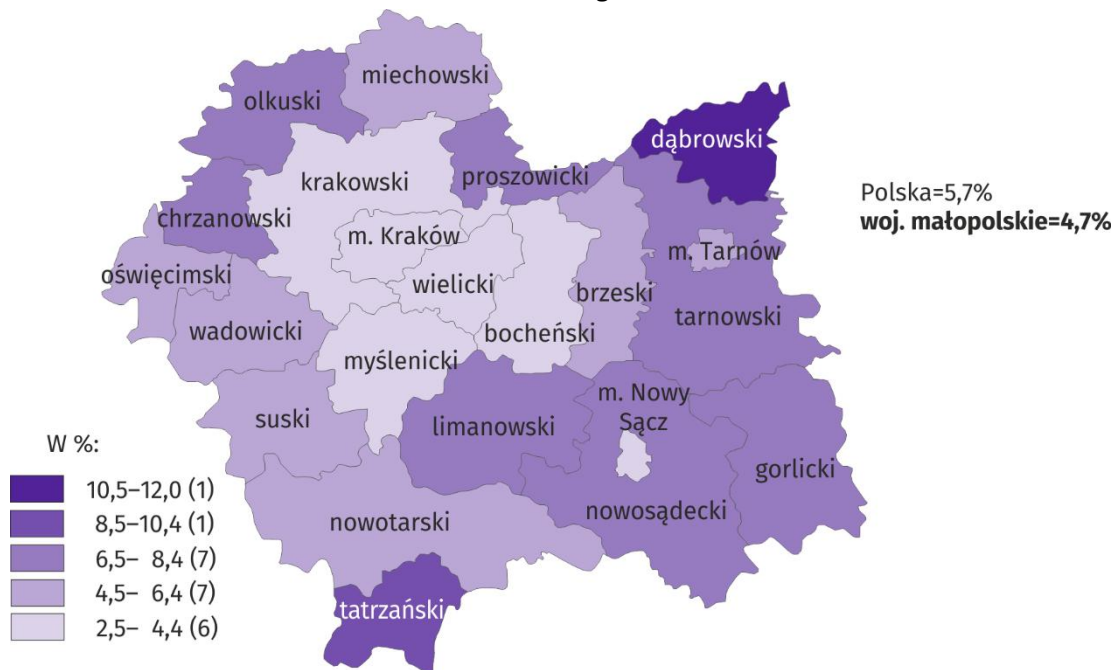 miechowski
olkuski
dąbrowski
krakowski
proszowicki
Polska=5,7%
woj. małopolskie=4,7%
chrzanowski
m. Kraków
m. Tarnów
oświęcimski
wielicki
brzeski
tarnowski
wadowicki
bocheński
myślenicki
m. Nowy
Sącz
suski
limanowski
gorlicki
nowosądecki
nowotarski
tatrzański
W %:
10,5–12,0 (1)
8,5–10,4 (1)
6,5– 8,4 (7)
4,5– 6,4 (7)
2,5– 4,4 (6)